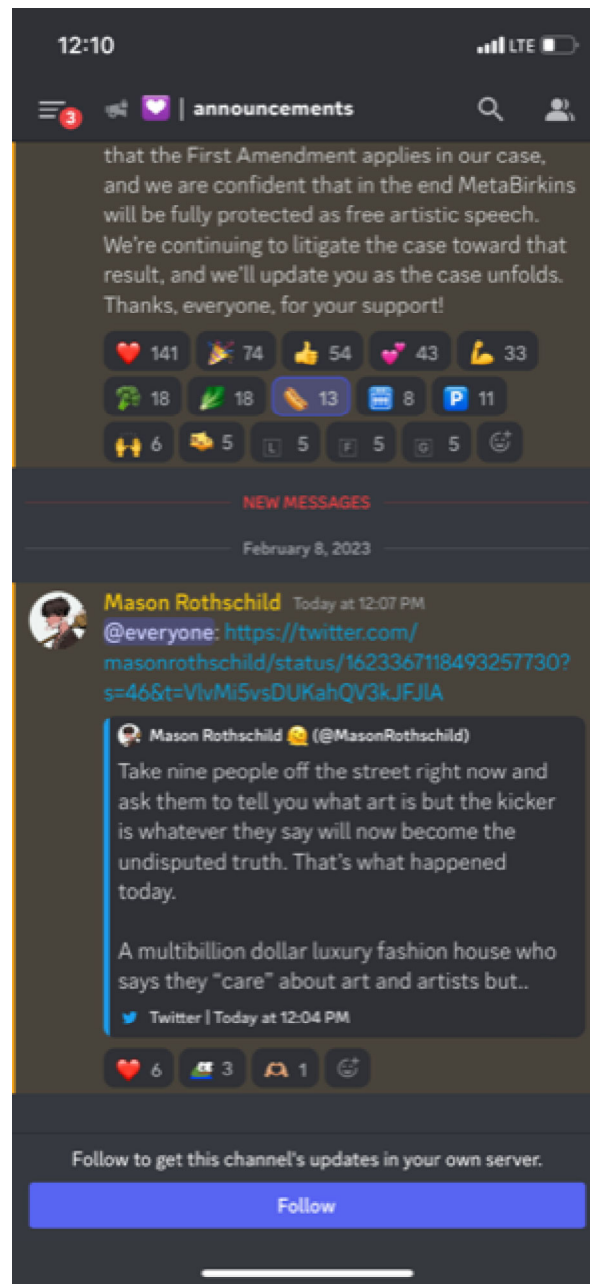 12:10 LTE
3 | announcements
that the First Amendment applies in our case,
and we are confident that in the end MetaBirkins
will be fully protected as free artistic speech.
We're continuing to litigate the case toward that
result, and we'll update you as the case unfolds.
Thanks, everyone, for your support!
141 74 54 43 33
18 18 13 8 P 11
6 5 L 5 F 5 G 5
NEW MESSAGES
February 8, 2023
Mason Rothschild Today at 12:07 PM
@everyone: https://twitter.com/
masonrothschild/status/1623367118493257730?
s=46&t=VlvMi5vsDUKahQV3kJFJlA
Mason Rothschild (@MasonRothschild)
Take nine people off the street right now and
ask them to tell you what art is but the kicker
is whatever they say will now become the
undisputed truth. That's what happened
today.
A multibillion dollar luxury fashion house who
says they “care” about art and artists but..
Twitter | Today at 12:04 PM
6 3 1
Follow to get this channel's updates in your own server.
Follow